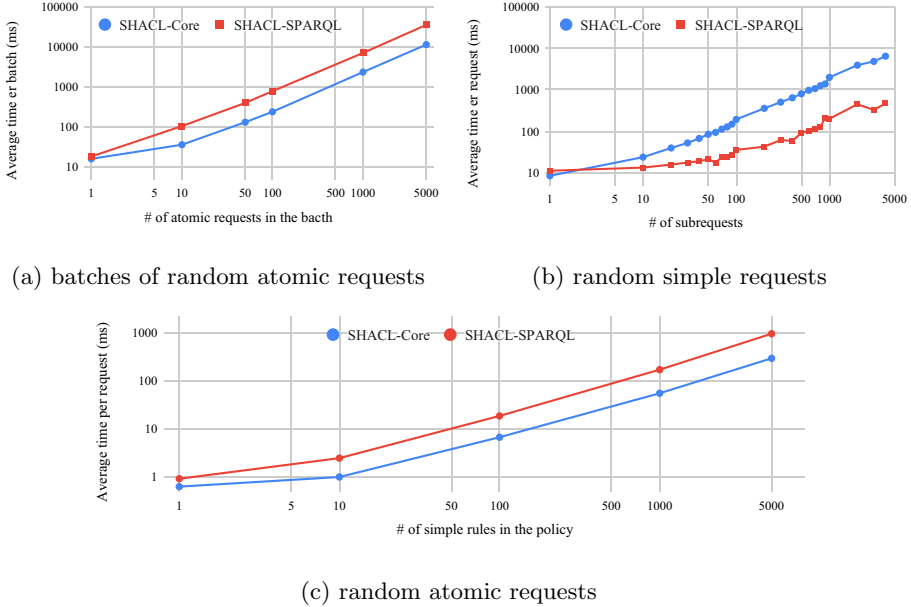 SHACL-Core SHACL-SPARQL
Average time er batch (ms)
100000
10000
1000
100
10
1 5 10 50 100 500 1000 5000
# of atomic requests in the bacth
(a) batches of random atomic requests
SHACL-Core SHACL-SPARQL
Average time er request (ms)
100000
10000
1000
100
10
1 5 10 50 100 500 1000 5000
# of subrequests
(b) random simple requests
SHACL-Core SHACL-SPARQL
Average time per request (ms)
1000
100
10
1
1 5 10 50 100 500 1000 5000
# of simple rules in the policy
(c) random atomic requests